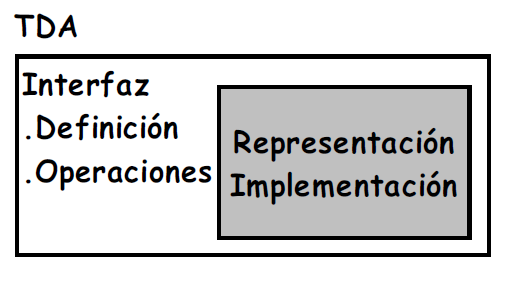 TDA
Interfaz
.Definición
.Operaciones
Representación
Implementación